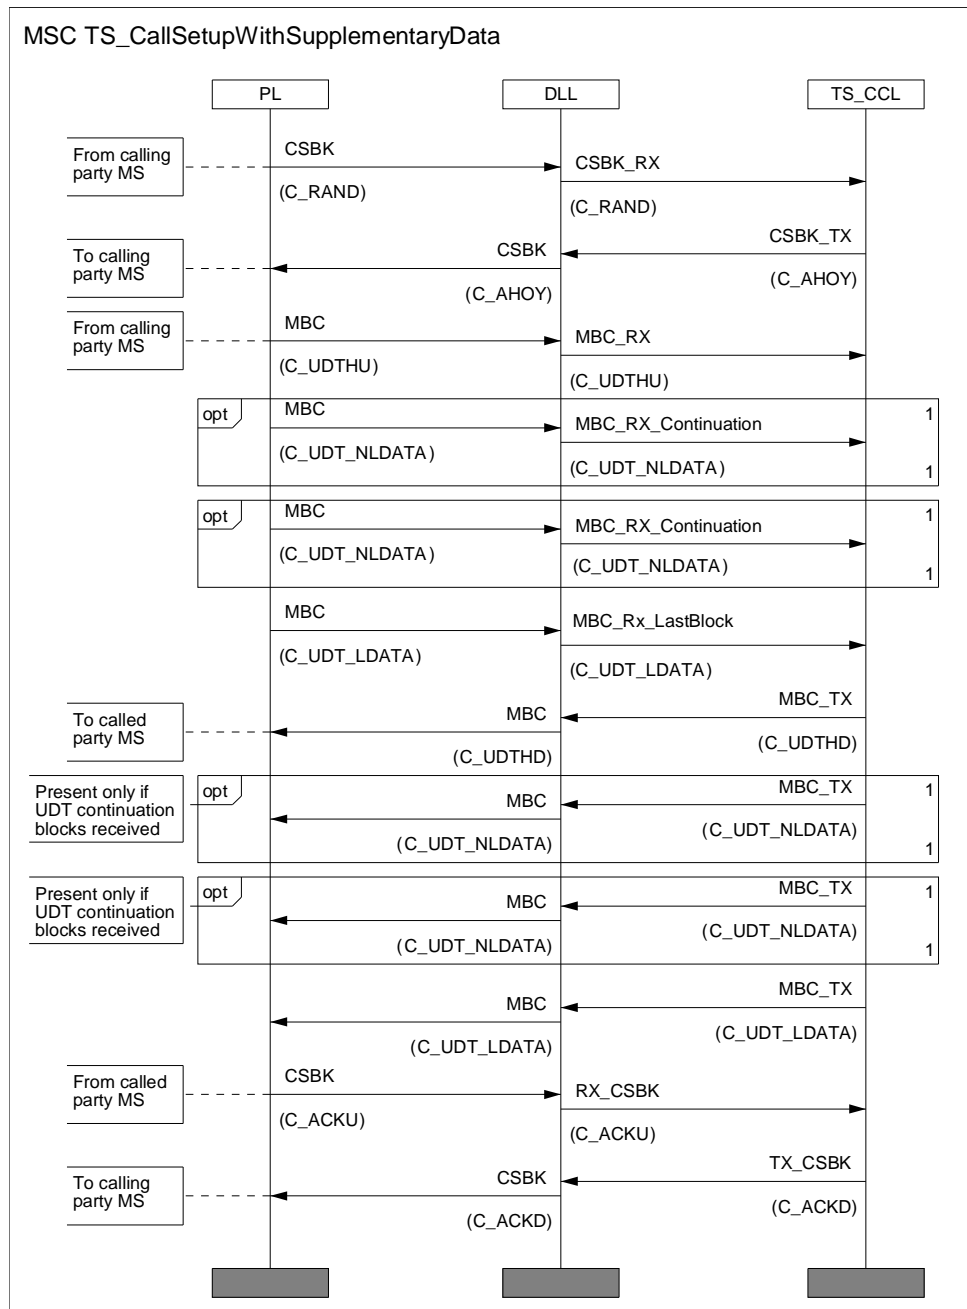 MSC TS_CallSetupWithSupplementaryData
PL
DLL
TS_CCL
From calling
party MS
CSBK
(C_RAND)
CSBK_RX
(C_RAND)
To calling
party MS
CSBK
(C_AHOY)
CSBK_TX
(C_AHOY)
From calling
party MS
MBC
(C_UDTHU)
MBC_RX
(C_UDTHU)
opt
MBC
(C_UDT_NLDATA)
MBC_RX_Continuation
(C_UDT_NLDATA)
1
1
opt
MBC
(C_UDT_NLDATA)
MBC_RX_Continuation
(C_UDT_NLDATA)
1
1
MBC
(C_UDT_LDATA)
MBC_Rx_LastBlock
(C_UDT_LDATA)
To called
party MS
MBC
(C_UDTHD)
MBC_TX
(C_UDTHD)
Present only if
UDT continuation
blocks received
opt
MBC
(C_UDT_NLDATA)
MBC_TX
(C_UDT_NLDATA)
1
1
Present only if
UDT continuation
blocks received
opt
MBC
(C_UDT_NLDATA)
MBC_TX
(C_UDT_NLDATA)
1
1
MBC
(C_UDT_LDATA)
MBC_TX
(C_UDT_LDATA)
From called
party MS
CSBK
(C_ACKU)
RX_CSBK
(C_ACKU)
To calling
party MS
CSBK
(C_ACKD)
TX_CSBK
(C_ACKD)